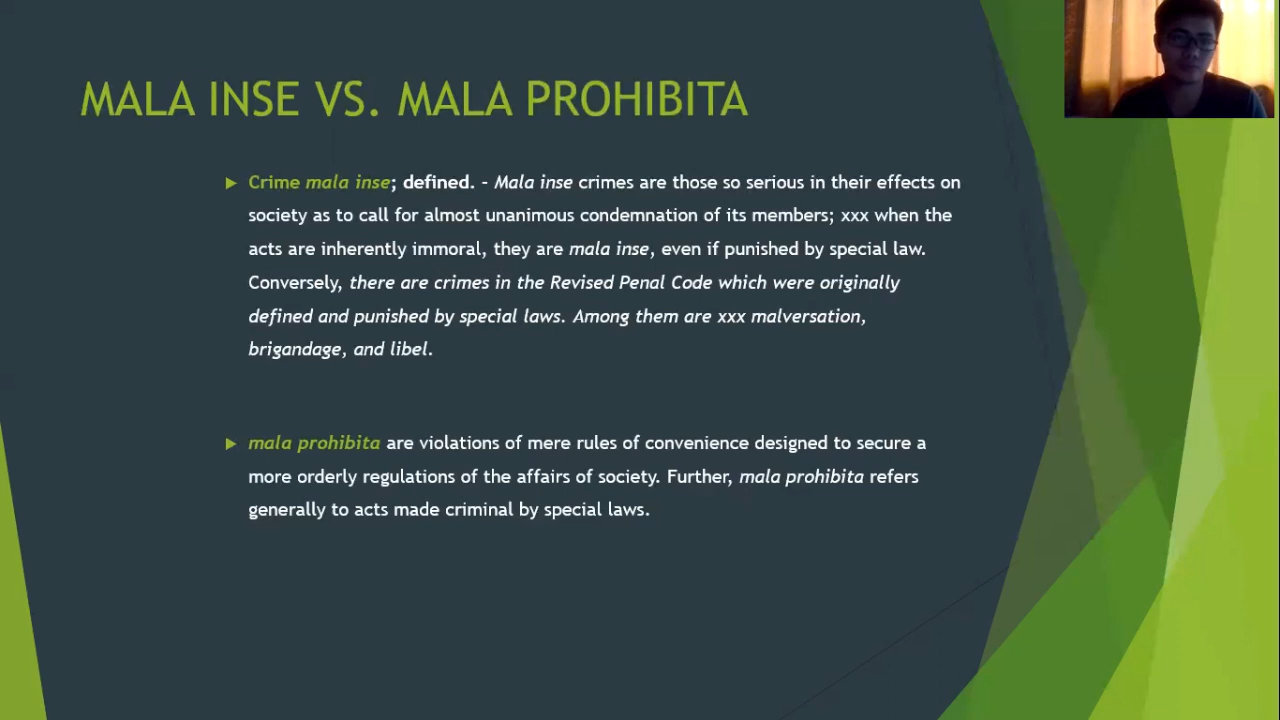 MALA INSE VS. MALA PROHIBITA
Crime mala inse; defined. – Mala inse crimes are those so serious in their effects on
society as to call for almost unanimous condemnation of its members; xxx when the
acts are inherently immoral, they are mala inse, even if punished by special law.
Conversely, there are crimes in the Revised Penal Code which were originally
defined and punished by special laws. Among them are xxx malversation,
brigandage, and libel.
mala prohibita are violations of mere rules of convenience designed to secure a
more orderly regulations of the affairs of society. Further, mala prohibita refers
generally to acts made criminal by special laws.